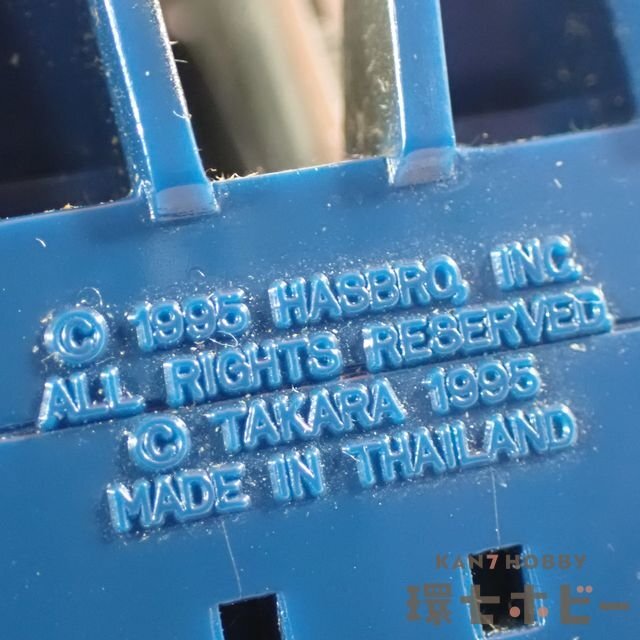 © 1995 HASBRO, INC.
ALL RIGHTS RESERVED
© TAKARA 1995
MADE IN THAILAND
KAN7HOBBY
環七ホビー